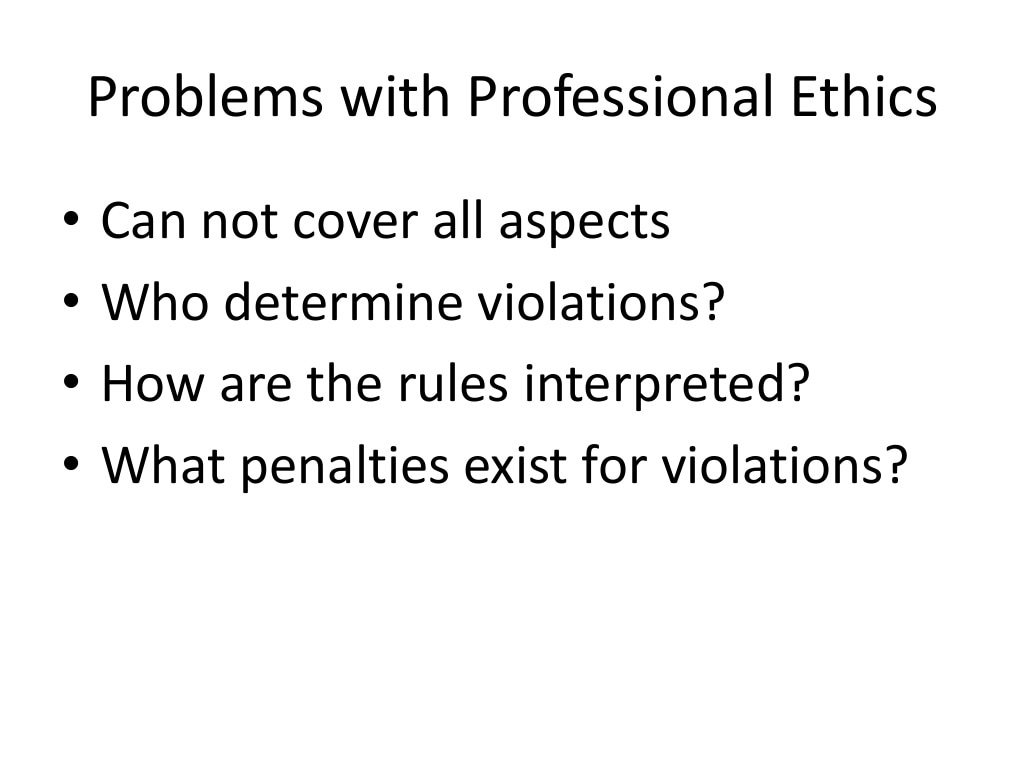 Problems with Professional Ethics
• Can not cover all aspects
• Who determine violations?
• How are the rules interpreted?
• What penalties exist for violations?